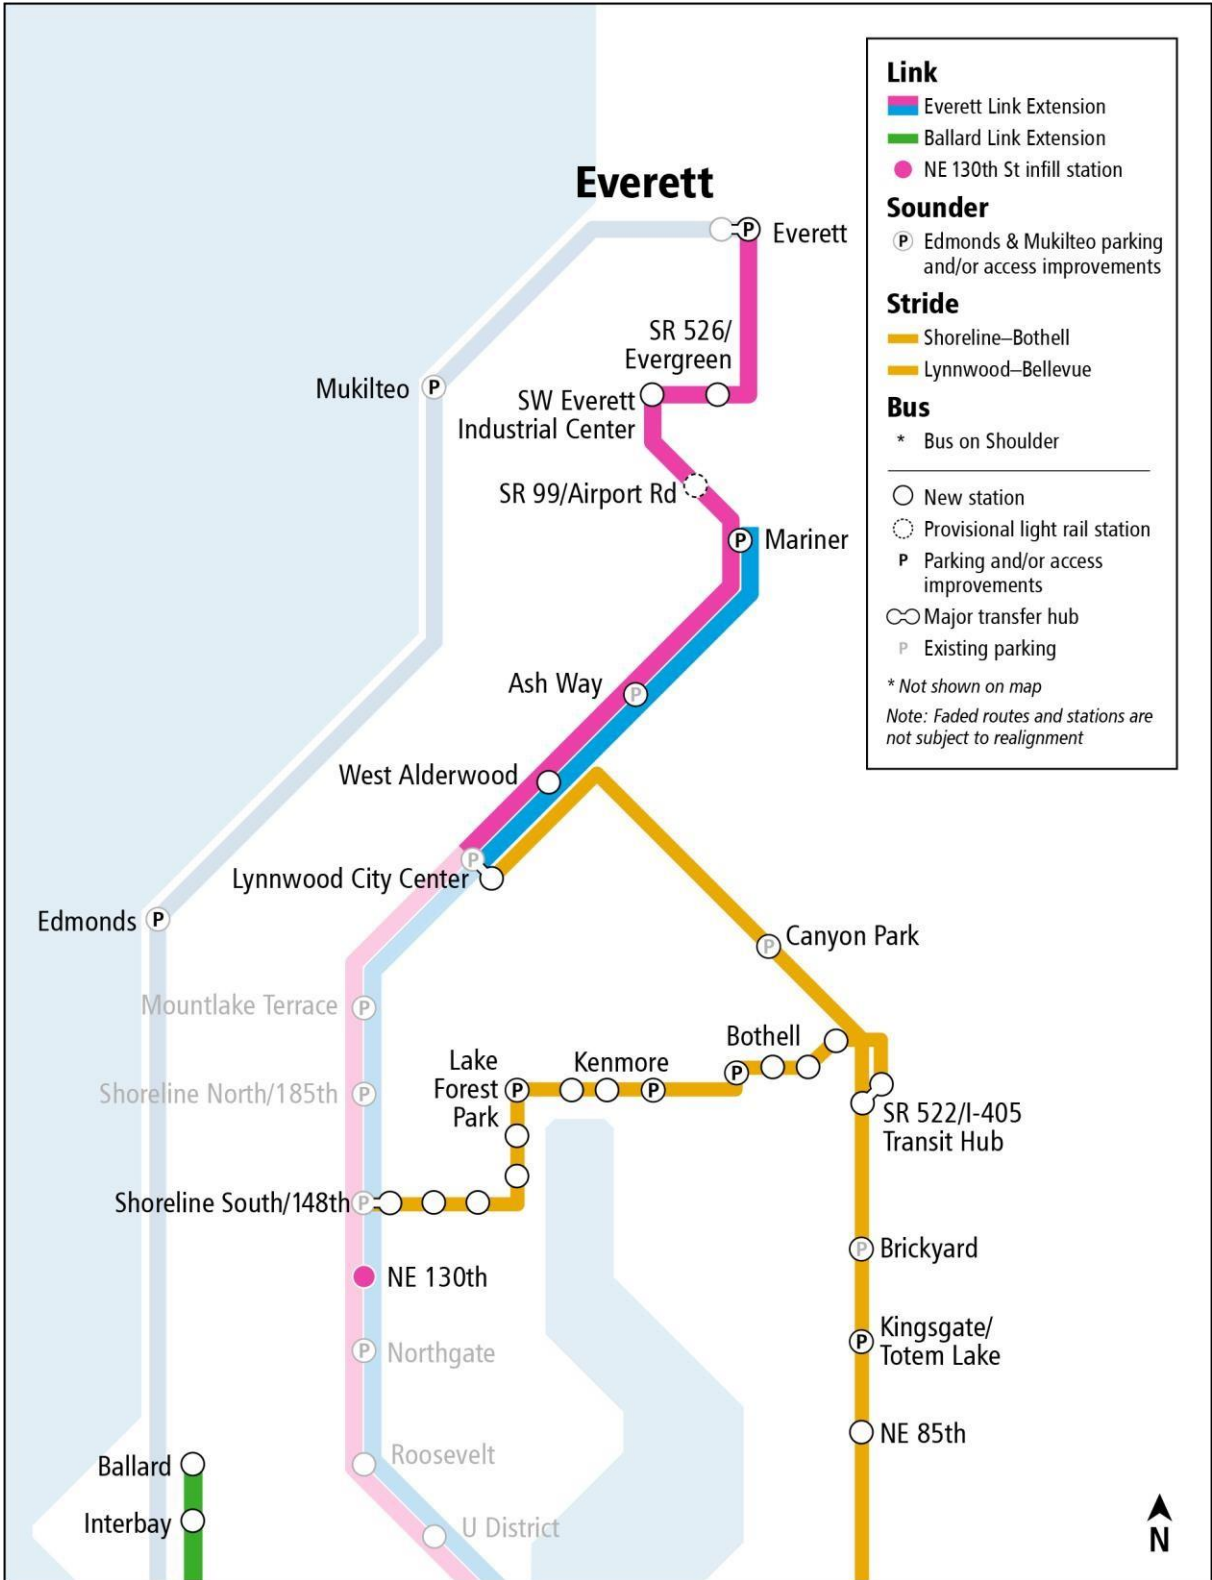 Everett
Everett
SR 526/
Evergreen
Mukilteo
P
P
SW Everett
Industrial Center
SR 99/Airport Rd
P
Mariner
Ash Way
P
West Alderwood
P
Lynnwood City Center
Edmonds
P
P
Canyon Park
Mountlake Terrace
P
Bothell
Lake
Forest
Park
P
Kenmore
P
P
Shoreline North/185th
P
SR 522/I-405
Transit Hub
Shoreline South/148th
P
P
Brickyard
NE 130th
P
Kingsgate/
Totem Lake
P
Northgate
NE 85th
Roosevelt
Ballard
Interbay
U District
N
Link
Everett Link Extension
Ballard Link Extension
NE 130th St infill station
Sounder
P Edmonds & Mukilteo parking
and/or access improvements
Stride
Shoreline–Bothell
Lynnwood–Bellevue
Bus
* Bus on Shoulder
New station
Provisional light rail station
P Parking and/or access
improvements
Major transfer hub
P Existing parking
* Not shown on map
Note: Faded routes and stations are
not subject to realignment